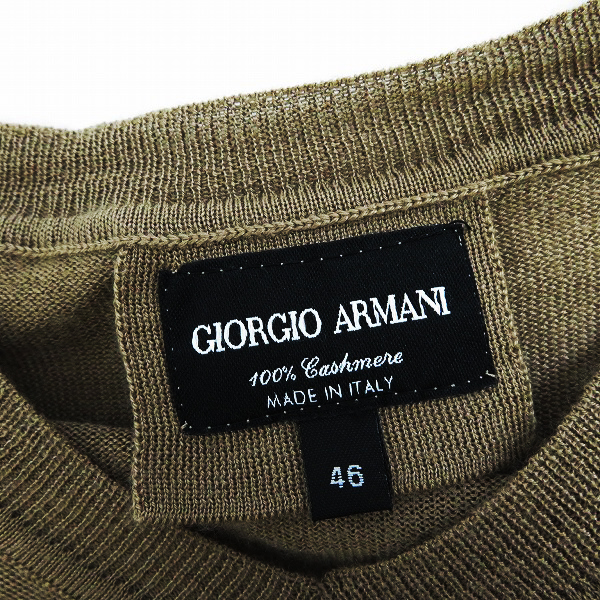 GIORGIO ARMANI
100% Cashmere
MADE IN ITALY
46